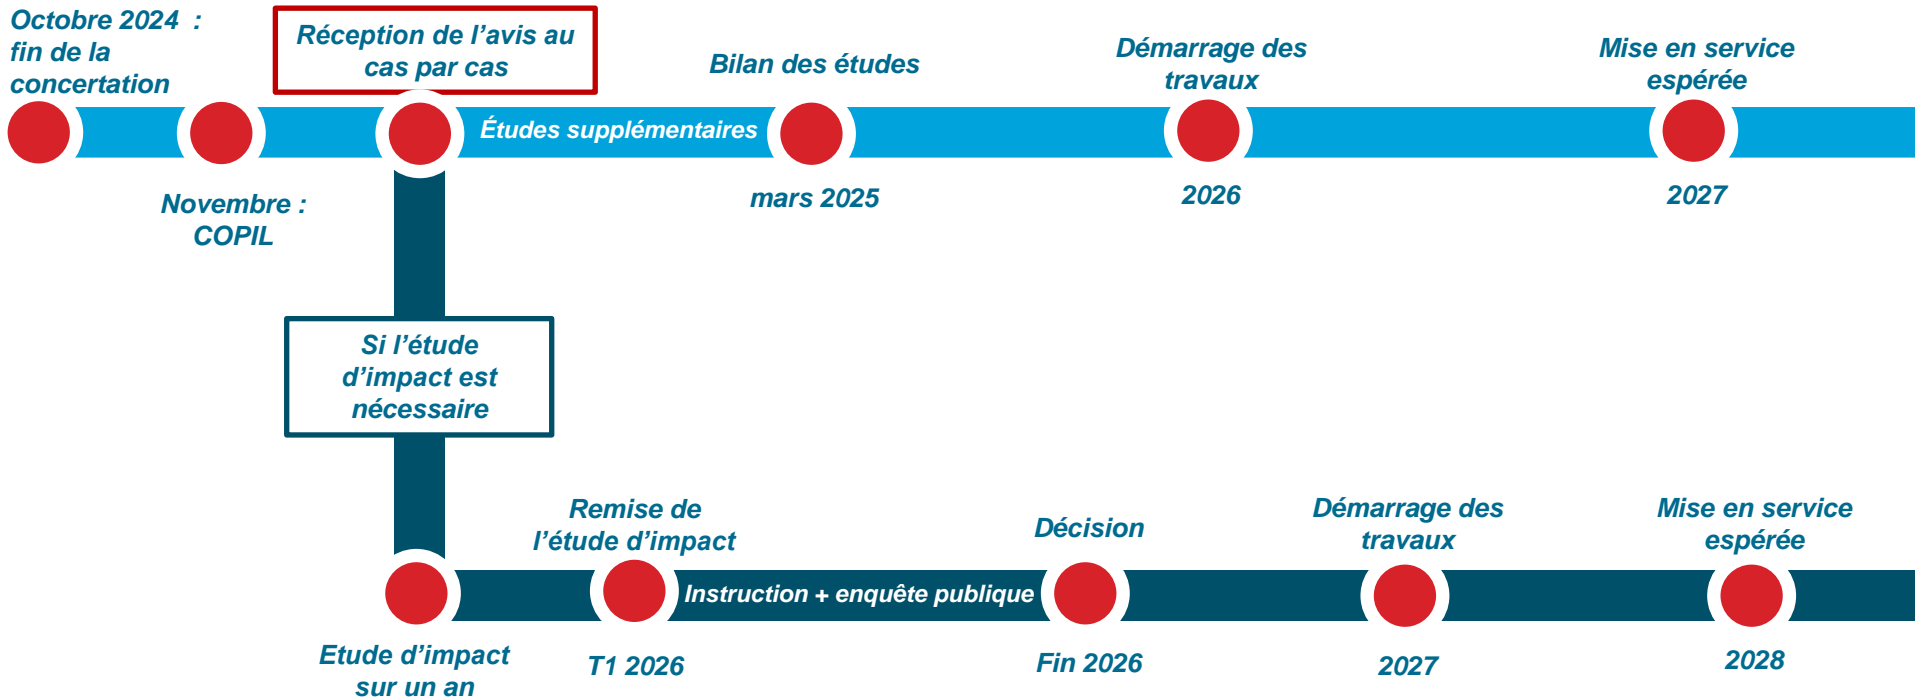 Octobre 2024 :
fin de la
concertation
Réception de l’avis au
cas par cas
Bilan des études
Démarrage des
travaux
Mise en service
espérée
Études supplémentaires
Novembre :
COPIL
mars 2025
2026
2027
Si l’étude
d’impact est
nécessaire
Remise de
l’étude d’impact
Décision
Démarrage des
travaux
Mise en service
espérée
Instruction + enquête publique
Etude d’impact
sur un an
T1 2026
Fin 2026
2027
2028